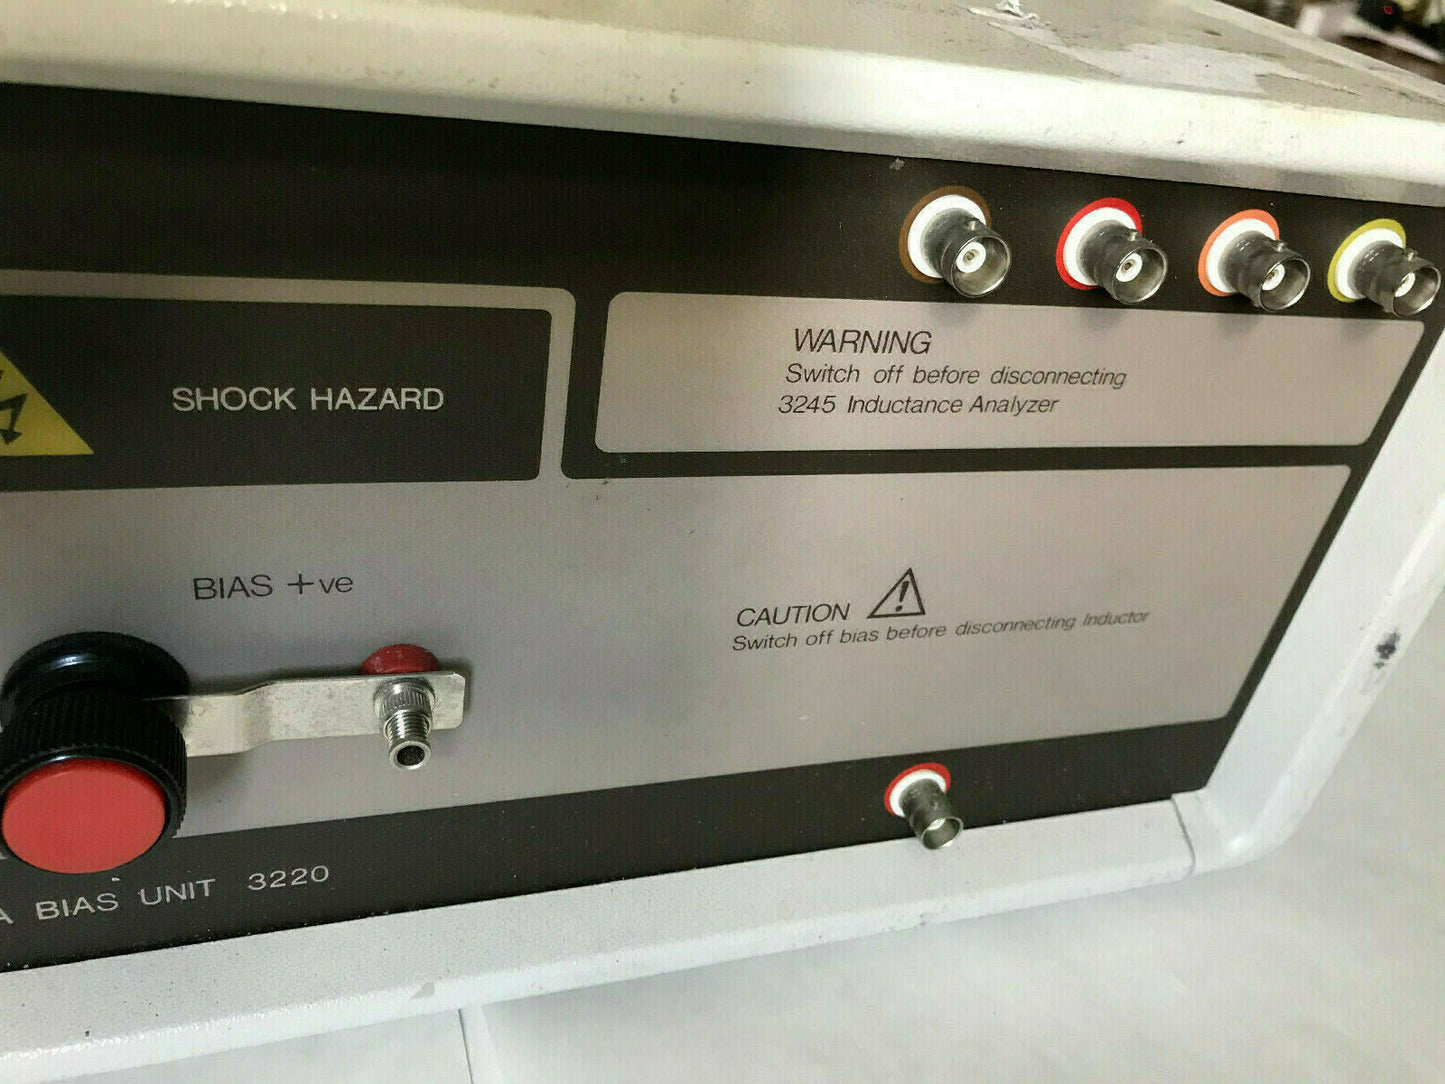 SHOCK HAZARD
WARNING
Switch off before disconnecting
3245 Inductance Analyzer
BIAS +ve
CAUTION
Switch off bias before disconnecting Inductor
A BIAS UNIT 3220